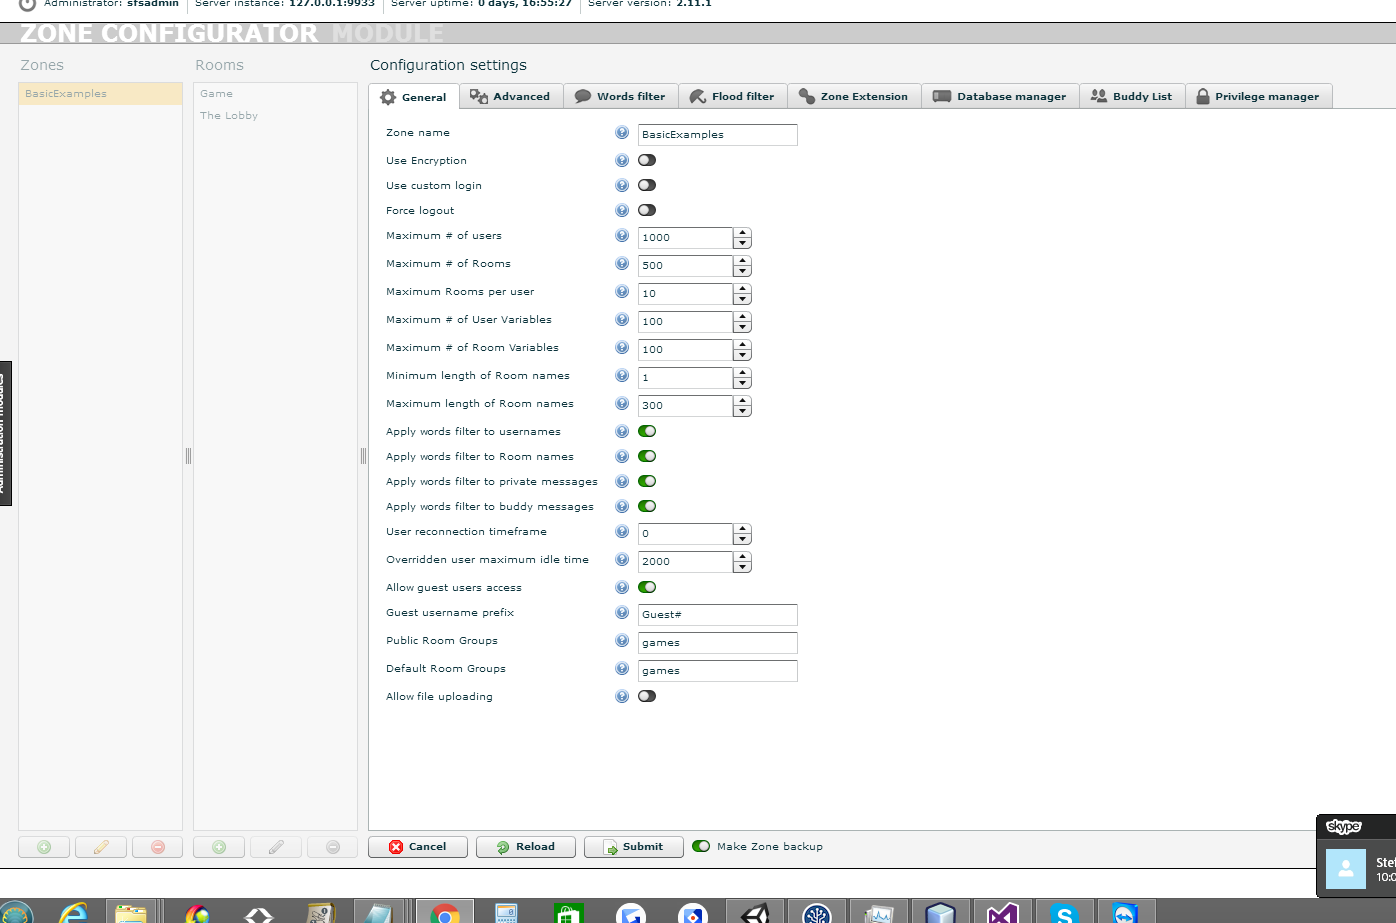 Administrator: sfsadmin Server instance: 127.0.0.1:9933 Server uptime: 0 days, 16:55:27 Server version: 2.11.1
ZONE CONFIGURATOR MODULE
Zones Rooms Configuration settings
BasicExamples
Game
The Lobby
General Advanced Words filter Flood filter Zone Extension Database manager Buddy List Privilege manager
Zone name BasicExamples
Use Encryption
Use custom login
Force logout
Maximum # of users 1000
Maximum # of Rooms 500
Maximum Rooms per user 10
Maximum # of User Variables 100
Maximum # of Room Variables 100
Minimum length of Room names 1
Maximum length of Room names 300
Apply words filter to usernames
Apply words filter to Room names
Apply words filter to private messages
Apply words filter to buddy messages
User reconnection timeframe 0
Overridden user maximum idle time 2000
Allow guest users access
Guest username prefix Guest#
Public Room Groups games
Default Room Groups games
Allow file uploading
Administration modules
Cancel Reload Submit Make Zone backup
skype
Ste
10:0